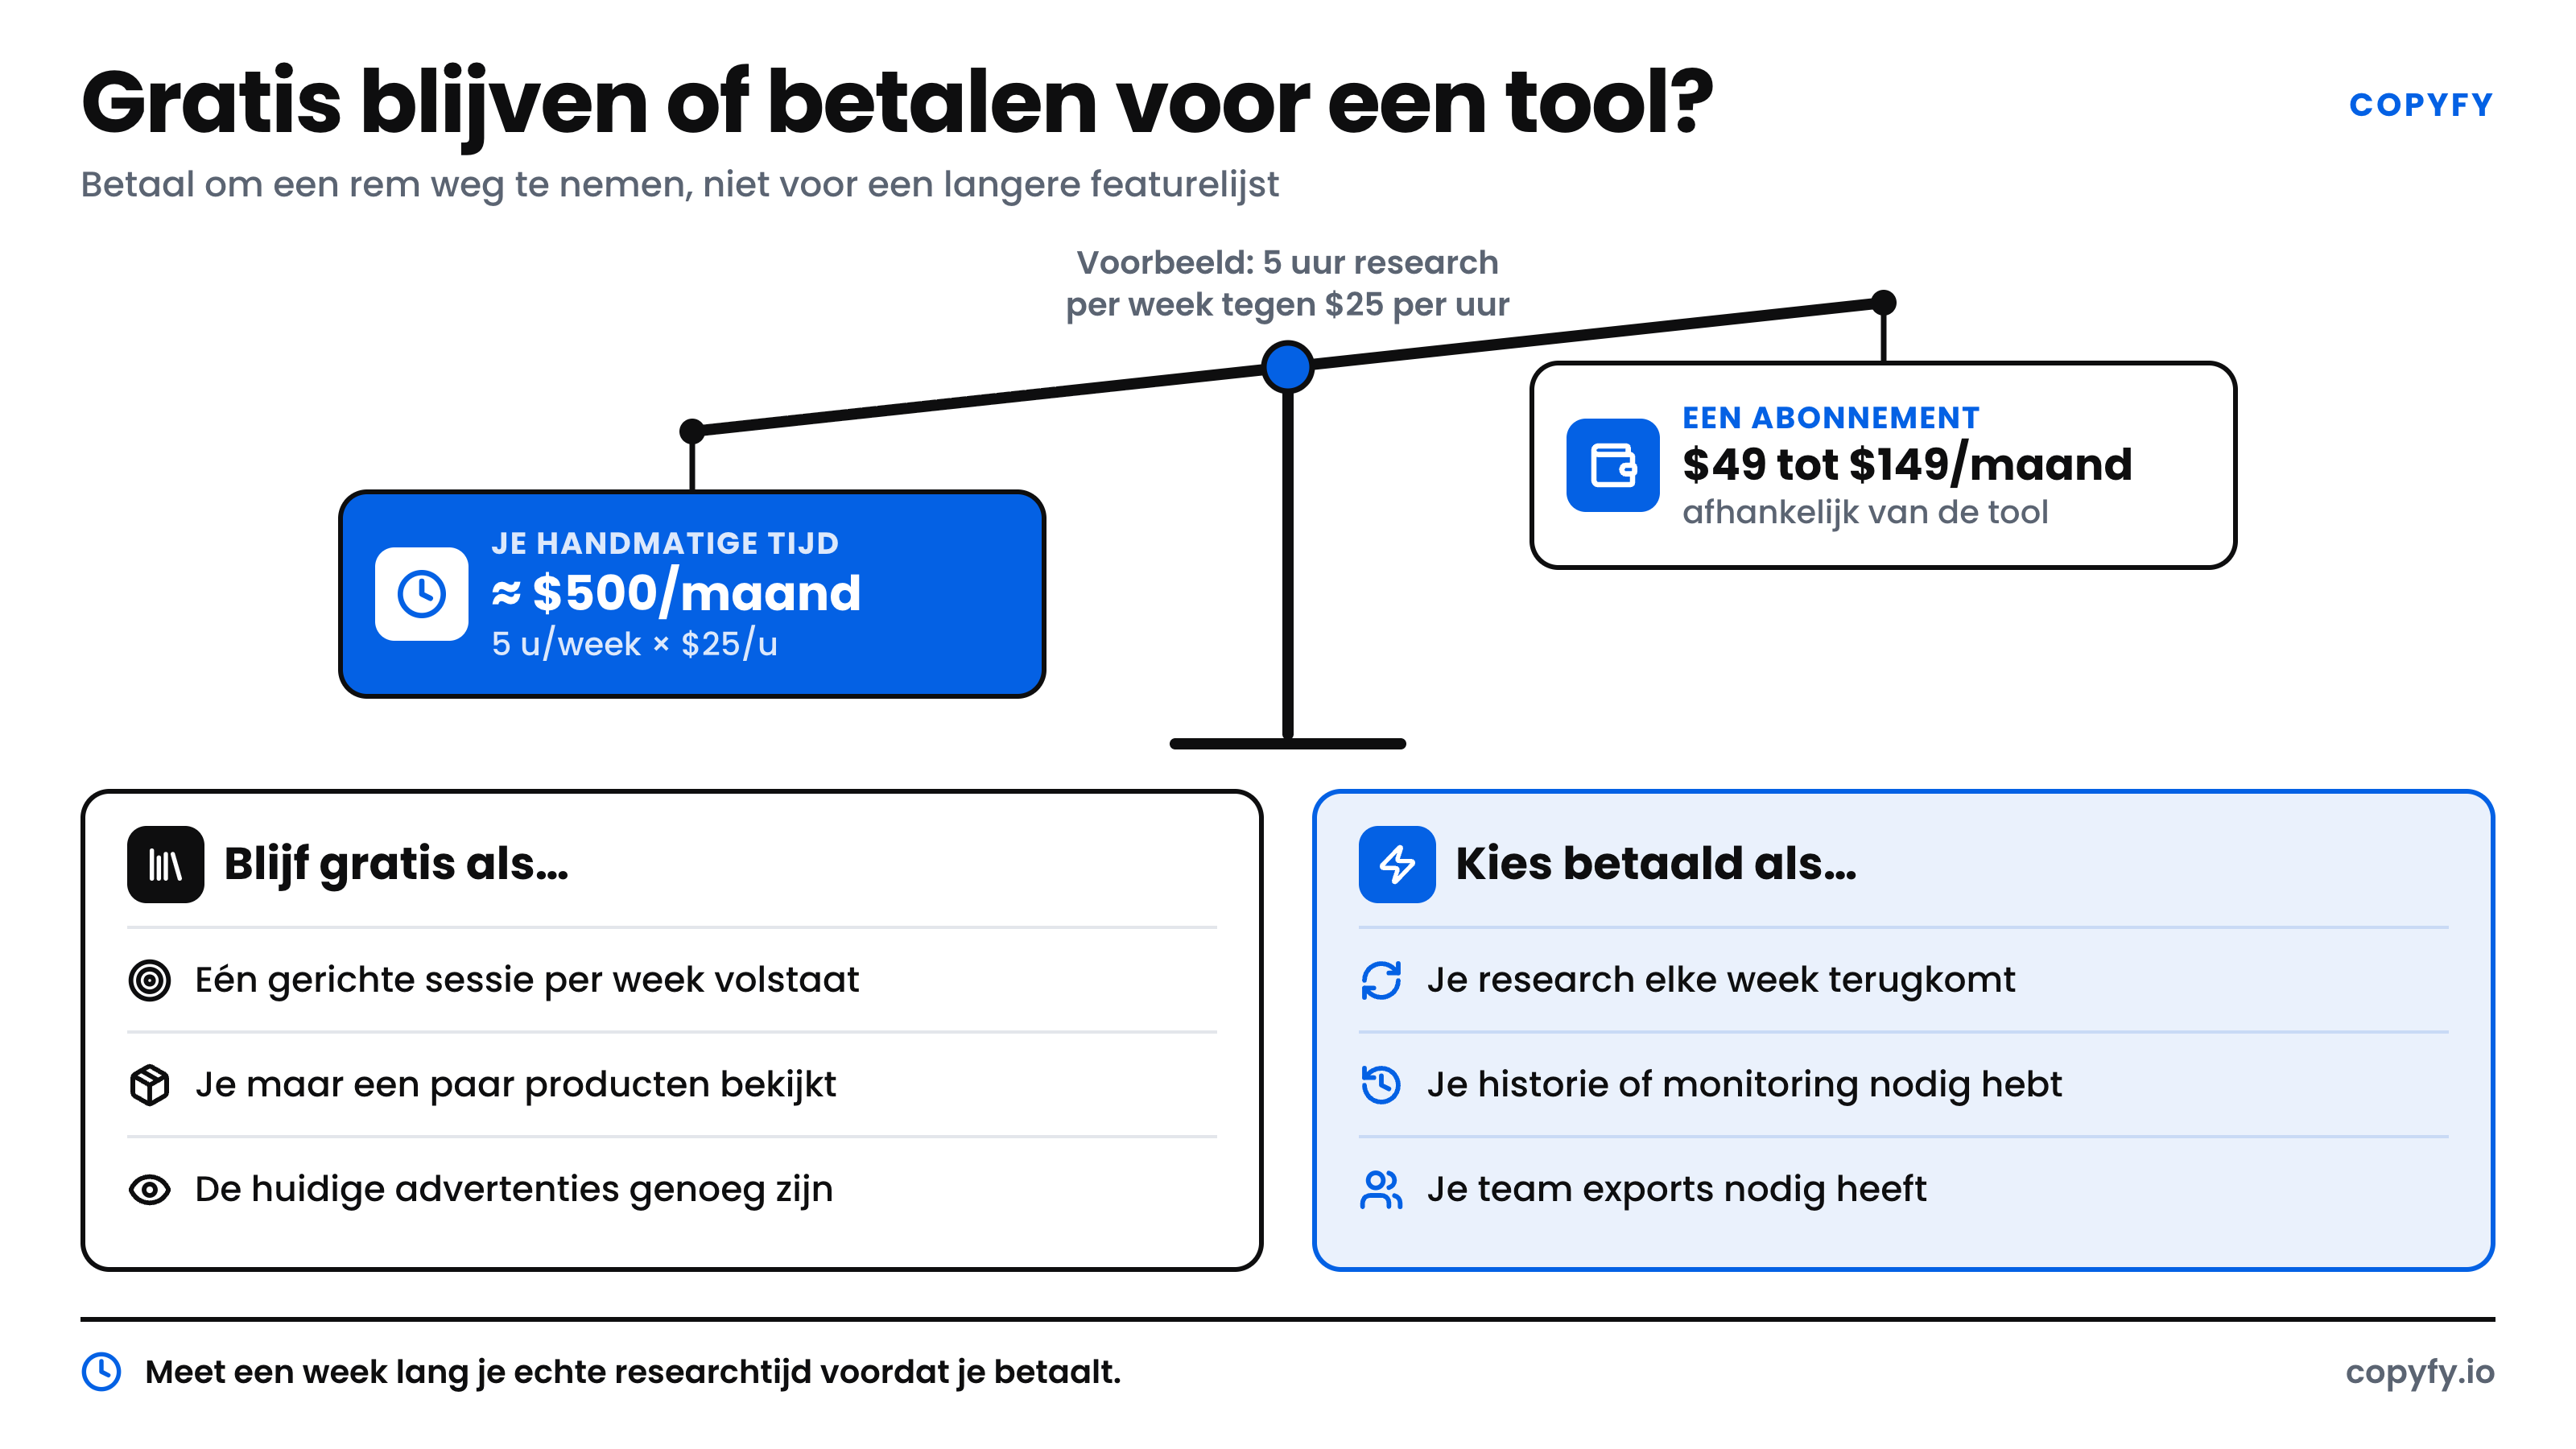 Gratis blijven of betalen voor een tool?
COPYFY
Betaal om een rem weg te nemen, niet voor een langere featurelijst
Voorbeeld: 5 uur research
per week tegen $25 per uur
JE HANDMATIGE TIJD
≈ $500/maand
5 u/week × $25/u
EEN ABONNEMENT
$49 tot $149/maand
afhankelijk van de tool
Blijf gratis als...
Eén gerichte sessie per week volstaat
Je maar een paar producten bekijkt
De huidige advertenties genoeg zijn
Kies betaald als...
Je research elke week terugkomt
Je historie of monitoring nodig hebt
Je team exports nodig heeft
Meet een week lang je echte researchtijd voordat je betaalt.
copyfy.io